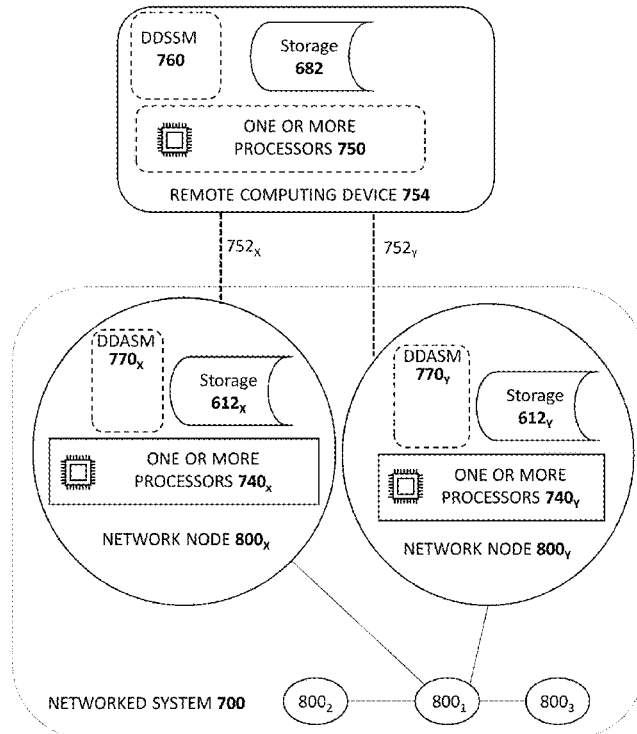 DDSSM
760
Storage
682
ONE OR MORE
PROCESSORS 750
REMOTE COMPUTING DEVICE 754
752X
752Y
DDASM
770X
Storage
612X
ONE OR MORE
PROCESSORS 740X
NETWORK NODE 800X
DDASM
770Y
Storage
612Y
ONE OR MORE
PROCESSORS 740Y
NETWORK NODE 800Y
NETWORKED SYSTEM 700
8002
8001
8003